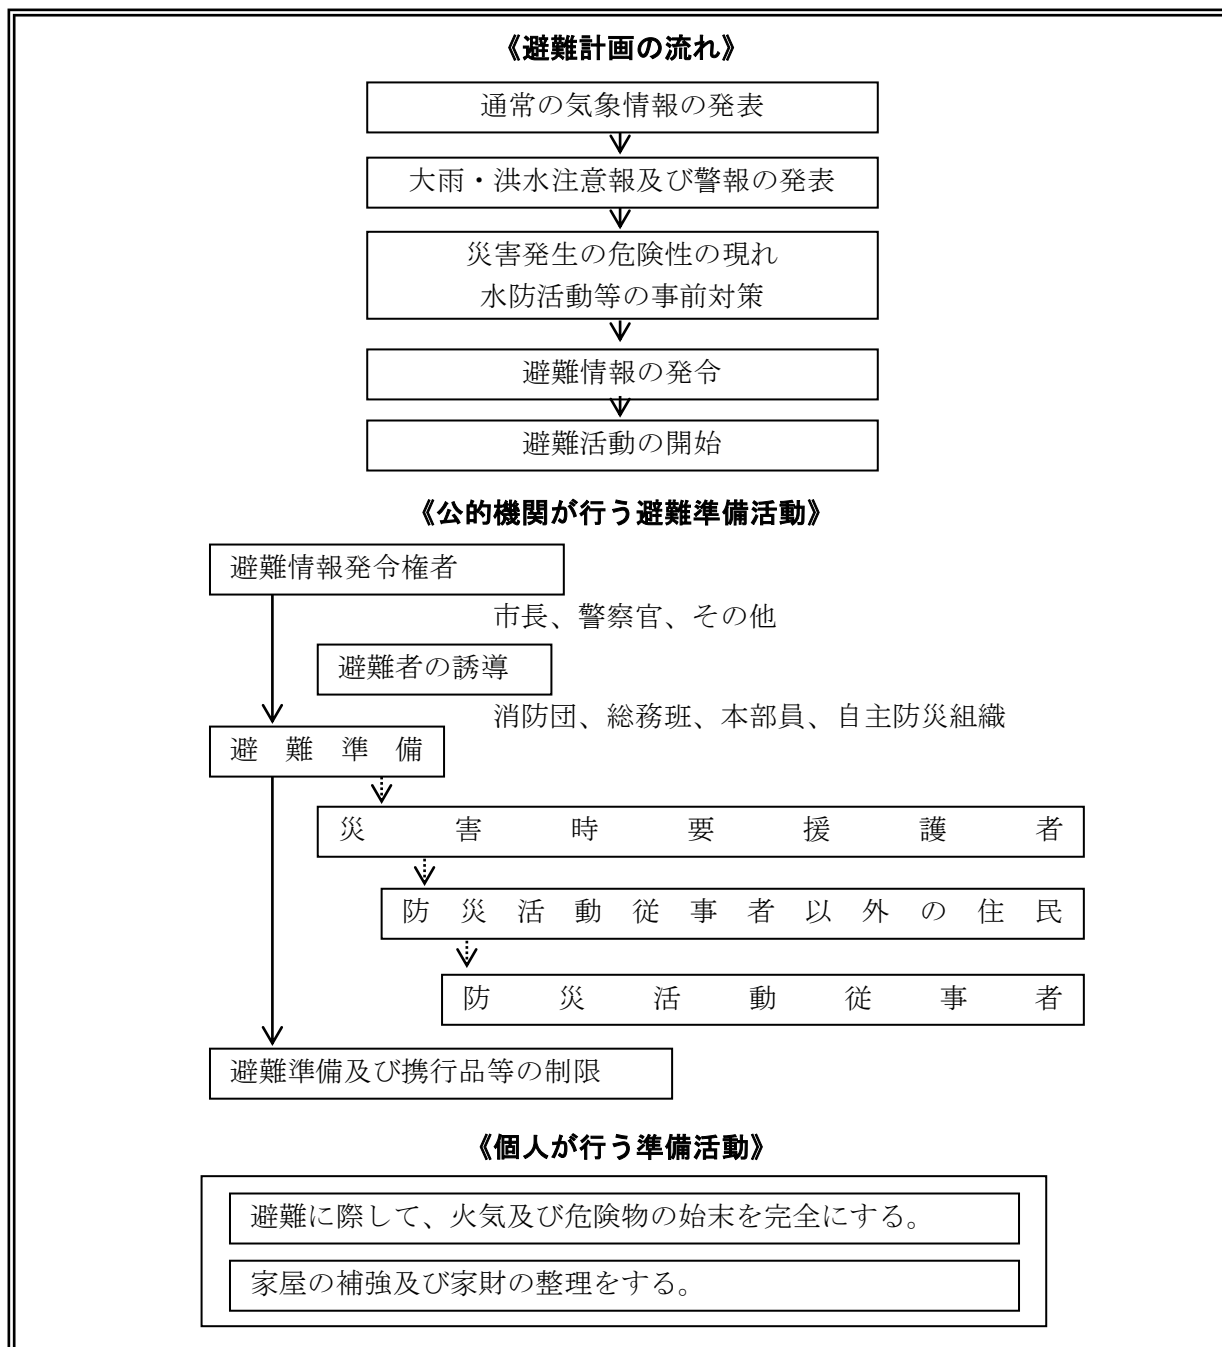 《避難計画の流れ》
通常の気象情報の発表
大雨・洪水注意報及び警報の発表
災害発生の危険性の現れ
水防活動等の事前対策
避難情報の発令
避難活動の開始
《公的機関が行う避難準備活動》
避難情報発令権者
市長、警察官、その他
避難者の誘導
消防団、総務班、本部員、自主防災組織
避難準備
災害時要援護者
防災活動従事者以外の住民
防災活動従事者
避難準備及び携行品等の制限
《個人が行う準備活動》
避難に際して、火気及び危険物の始末を完全にする。
家屋の補強及び家財の整理をする。